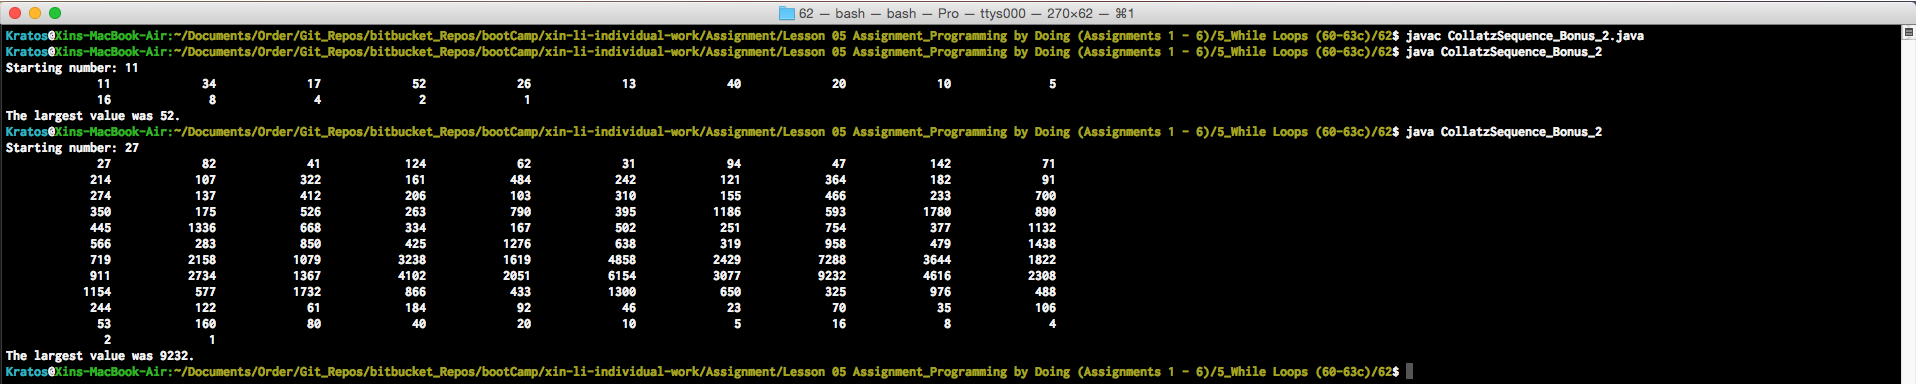 62 — bash — bash — Pro — ttys000 — 270×62 — ⌘1
Kratos@Xins-MacBook-Air:~/Documents/Order/Git_Repos/bitbucket_Repos/bootCamp/xin-li-individual-work/Assignment/Lesson 05 Assignment_Programming by Doing (Assignments 1 - 6)/5_While Loops (60-63c)/62$ javac CollatzSequence_Bonus_2.java
Kratos@Xins-MacBook-Air:~/Documents/Order/Git_Repos/bitbucket_Repos/bootCamp/xin-li-individual-work/Assignment/Lesson 05 Assignment_Programming by Doing (Assignments 1 - 6)/5_While Loops (60-63c)/62$ java CollatzSequence_Bonus_2
Starting number: 11
11 34 17 52 26 13 40 20 10 5
16 8 4 2 1
The largest value was 52.
Kratos@Xins-MacBook-Air:~/Documents/Order/Git_Repos/bitbucket_Repos/bootCamp/xin-li-individual-work/Assignment/Lesson 05 Assignment_Programming by Doing (Assignments 1 - 6)/5_While Loops (60-63c)/62$ java CollatzSequence_Bonus_2
Starting number: 27
27 82 41 124 62 31 94 47 142 71
214 107 322 161 484 242 121 364 182 91
274 137 412 206 103 310 155 466 233 700
350 175 526 263 790 395 1186 593 1780 890
445 1336 668 334 167 502 251 754 377 1132
566 283 850 425 1276 638 319 958 479 1438
719 2158 1079 3238 1619 4858 2429 7288 3644 1822
911 2734 1367 4102 2051 6154 3077 9232 4616 2308
1154 577 1732 866 433 1300 650 325 976 488
244 122 61 184 92 46 23 70 35 106
53 160 80 40 20 10 5 16 8 4
2 1
The largest value was 9232.
Kratos@Xins-MacBook-Air:~/Documents/Order/Git_Repos/bitbucket_Repos/bootCamp/xin-li-individual-work/Assignment/Lesson 05 Assignment_Programming by Doing (Assignments 1 - 6)/5_While Loops (60-63c)/62$